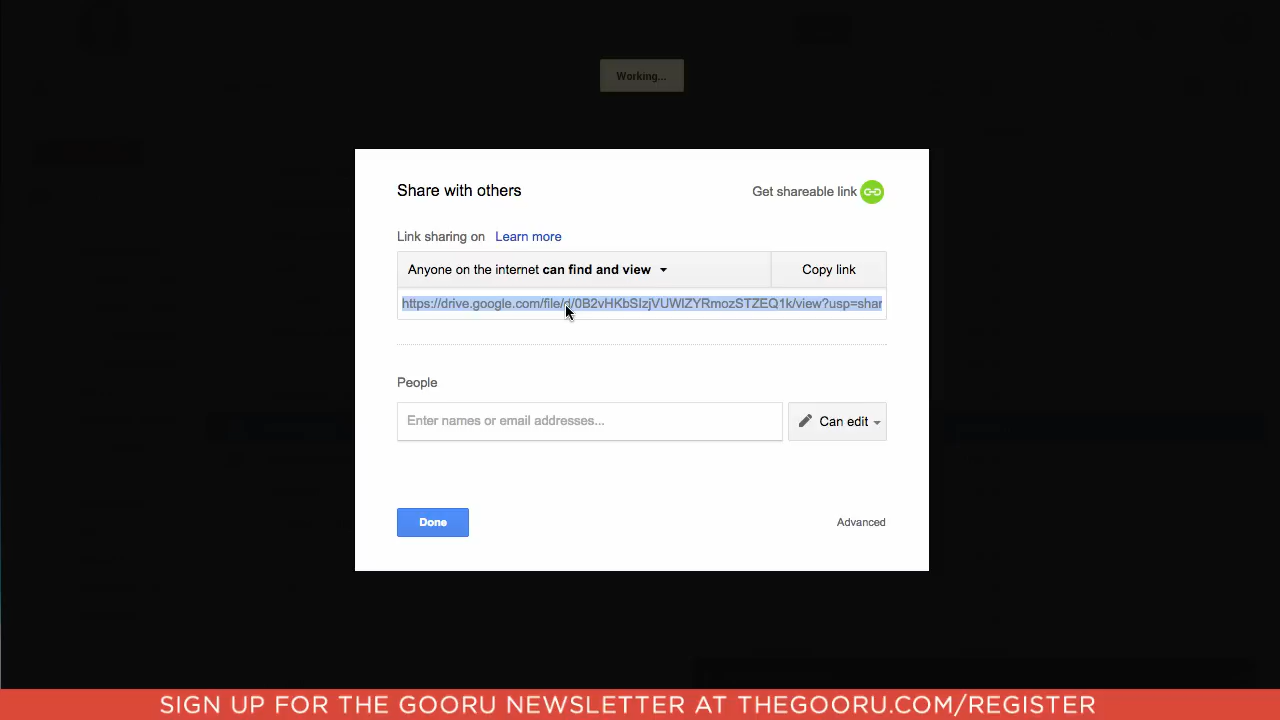 Working...
Share with others
Get shareable link
Link sharing on Learn more
Anyone on the internet can find and view
Copy link
https://drive.google.com/file/d/0B2vHKbSIzjVUWlZYRmozSTZEQ1k/view?usp=shar
People
Enter names or email addresses...
Can edit
Done
Advanced
SIGN UP FOR THE GOORU NEWSLETTER AT THEGOORU.COM/REGISTER